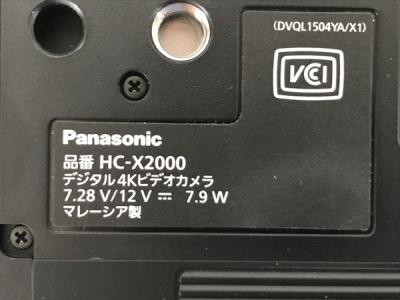 (DVQL1504YA/X1)
VCI
Panasonic
品番 HC-X2000
デジタル4Kビデオカメラ
7.28 V/12 V ⎓ 7.9 W
マレーシア製